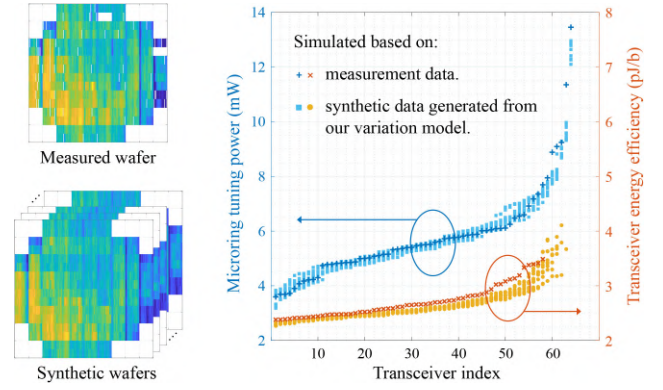 Measured wafer
Synthetic wafers
Microring tuning power (mW)
14
12
10
8
6
4
2
Simulated based on:
measurement data.
synthetic data generated from
our variation model.
10
20
30
40
50
60
Transceiver index
8
7
6
5
4
3
2
Transceiver energy efficiency (pJ/b)